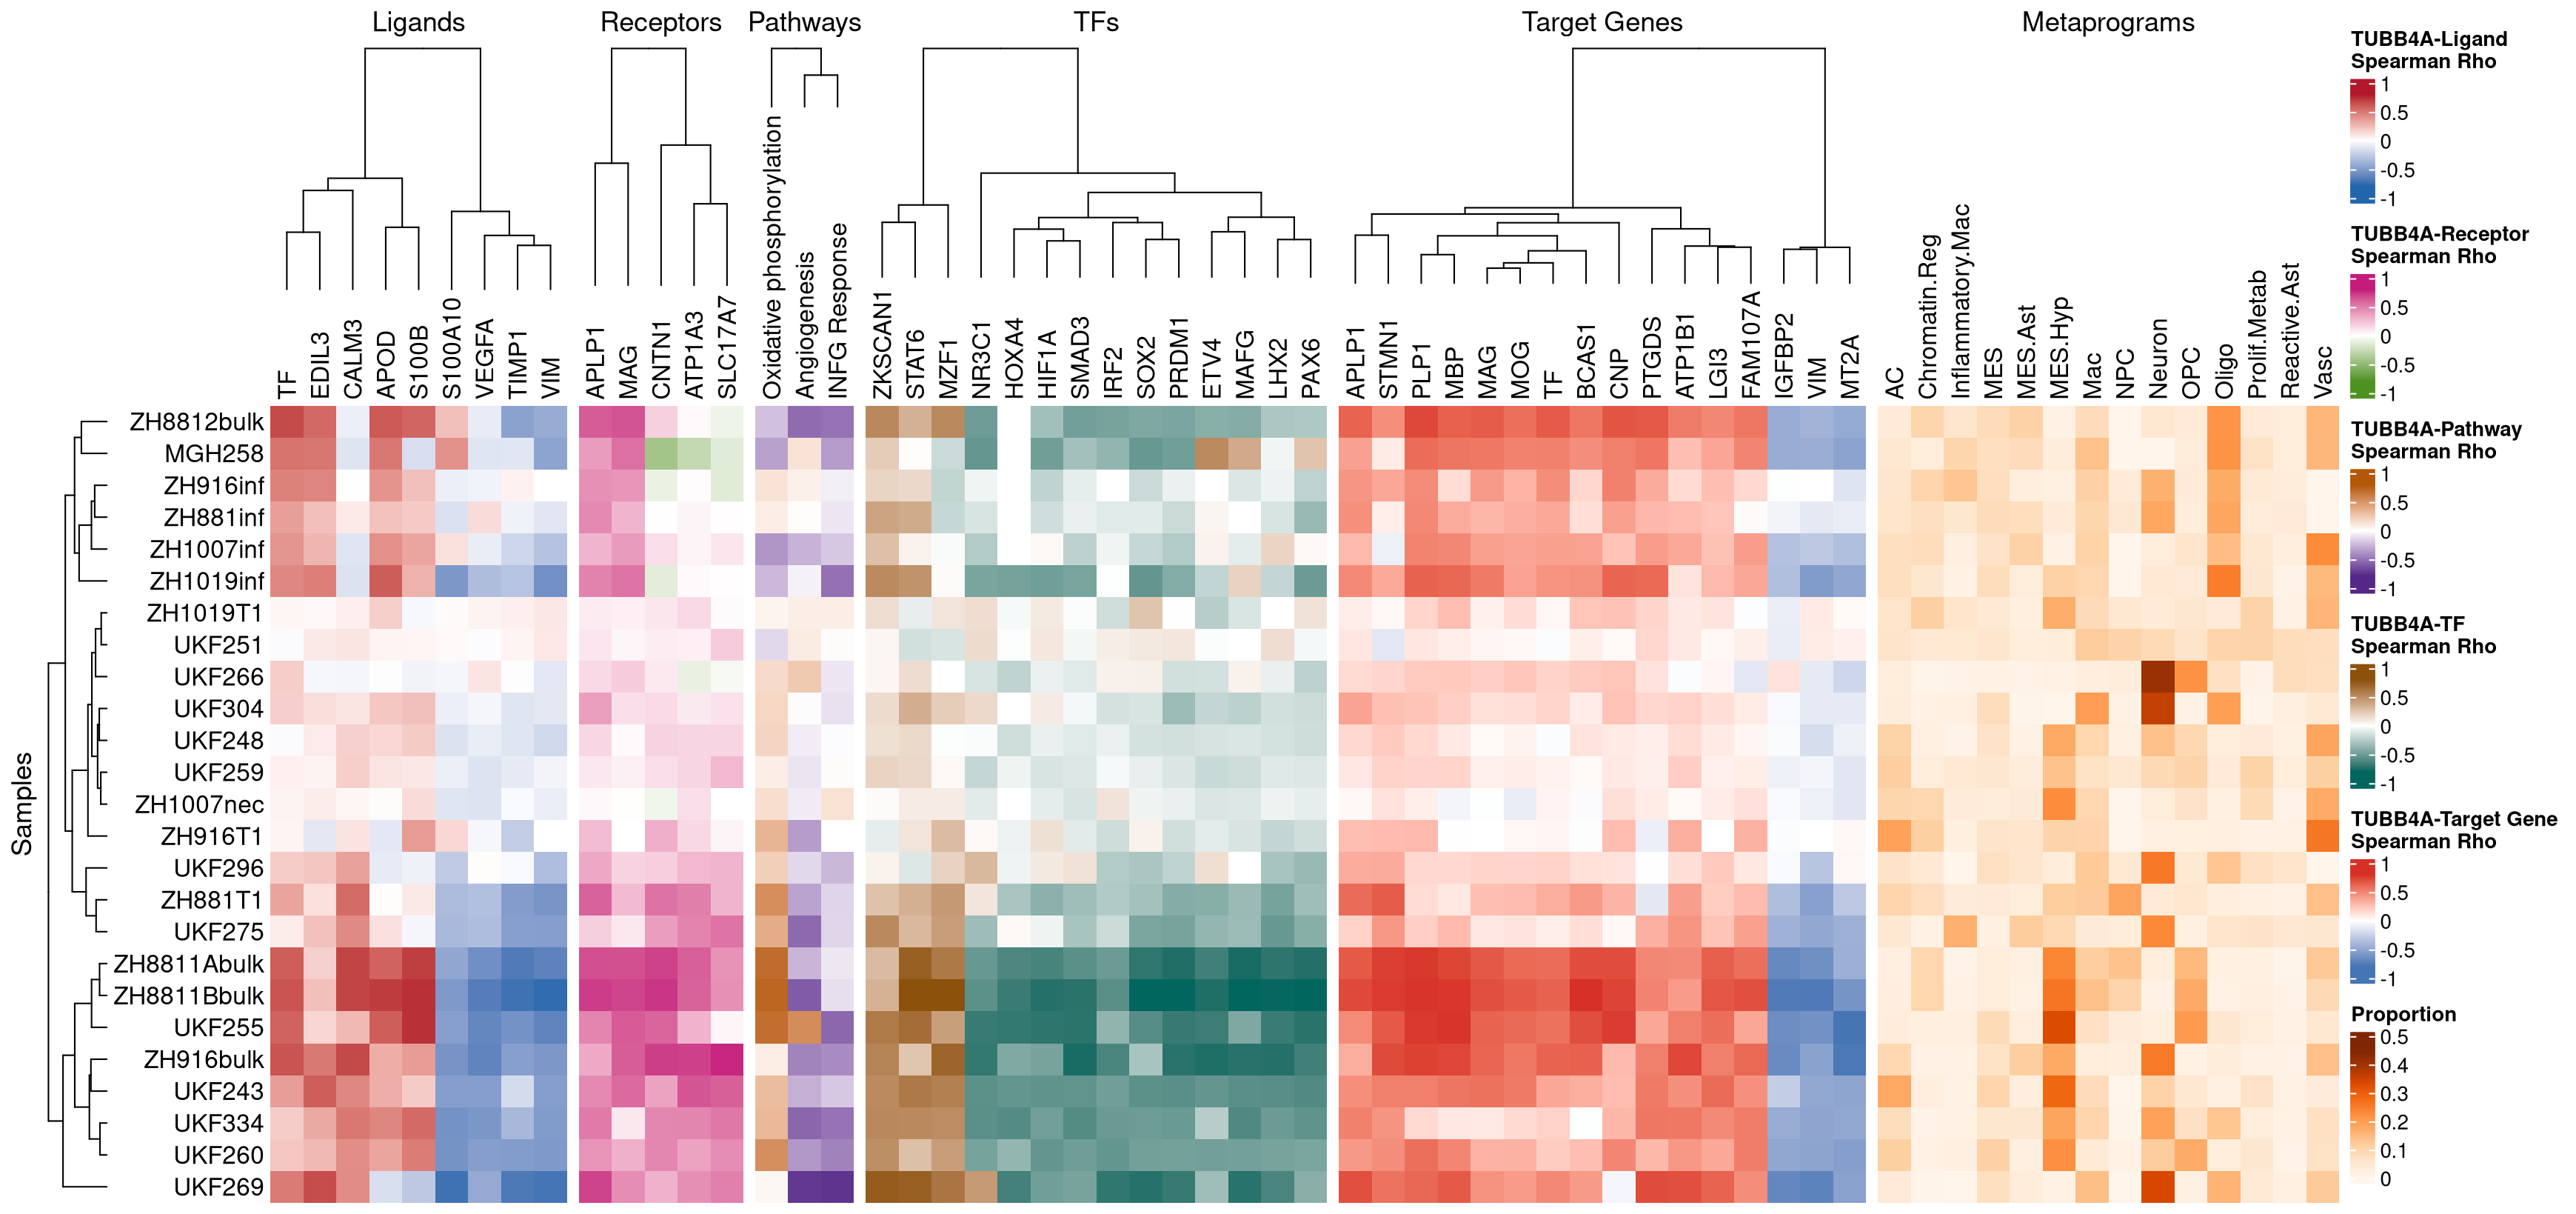 Ligands
Receptors
Pathways
TFs
Target Genes
Metaprograms
TF
EDIL3
CALM3
APOD
S100B
S100A10
VEGFA
TIMP1
VIM
APLP1
MAG
CNTN1
ATP1A3
SLC17A7
Oxidative phosphorylation
Angiogenesis
INFG Response
ZKSCAN1
STAT6
MZF1
NR3C1
HOXA4
HIF1A
SMAD3
IRF2
SOX2
PRDM1
ETV4
MAFG
LHX2
PAX6
APLP1
STMN1
PLP1
MBP
MAG
MOG
TF
BCAS1
CNP
PTGDS
ATP1B1
LGI3
FAM107A
IGFBP2
VIM
MT2A
AC
Chromatin.Reg
Inflammatory.Mac
MES
MES.Ast
MES.Hyp
Mac
NPC
Neuron
OPC
Oligo
Prolif.Metab
Reactive.Ast
Vasc
Samples
ZH8812bulk
MGH258
ZH916inf
ZH881inf
ZH1007inf
ZH1019inf
ZH1019T1
UKF251
UKF266
UKF304
UKF248
UKF259
ZH1007nec
ZH916T1
UKF296
ZH881T1
UKF275
ZH8811Abulk
ZH8811Bbulk
UKF255
ZH916bulk
UKF243
UKF334
UKF260
UKF269
TUBB4A-Ligand
Spearman Rho
1
0.5
0
-0.5
-1
TUBB4A-Receptor
Spearman Rho
1
0.5
0
-0.5
-1
TUBB4A-Pathway
Spearman Rho
1
0.5
0
-0.5
-1
TUBB4A-TF
Spearman Rho
1
0.5
0
-0.5
-1
TUBB4A-Target Gene
Spearman Rho
1
0.5
0
-0.5
-1
Proportion
0.5
0.4
0.3
0.2
0.1
0